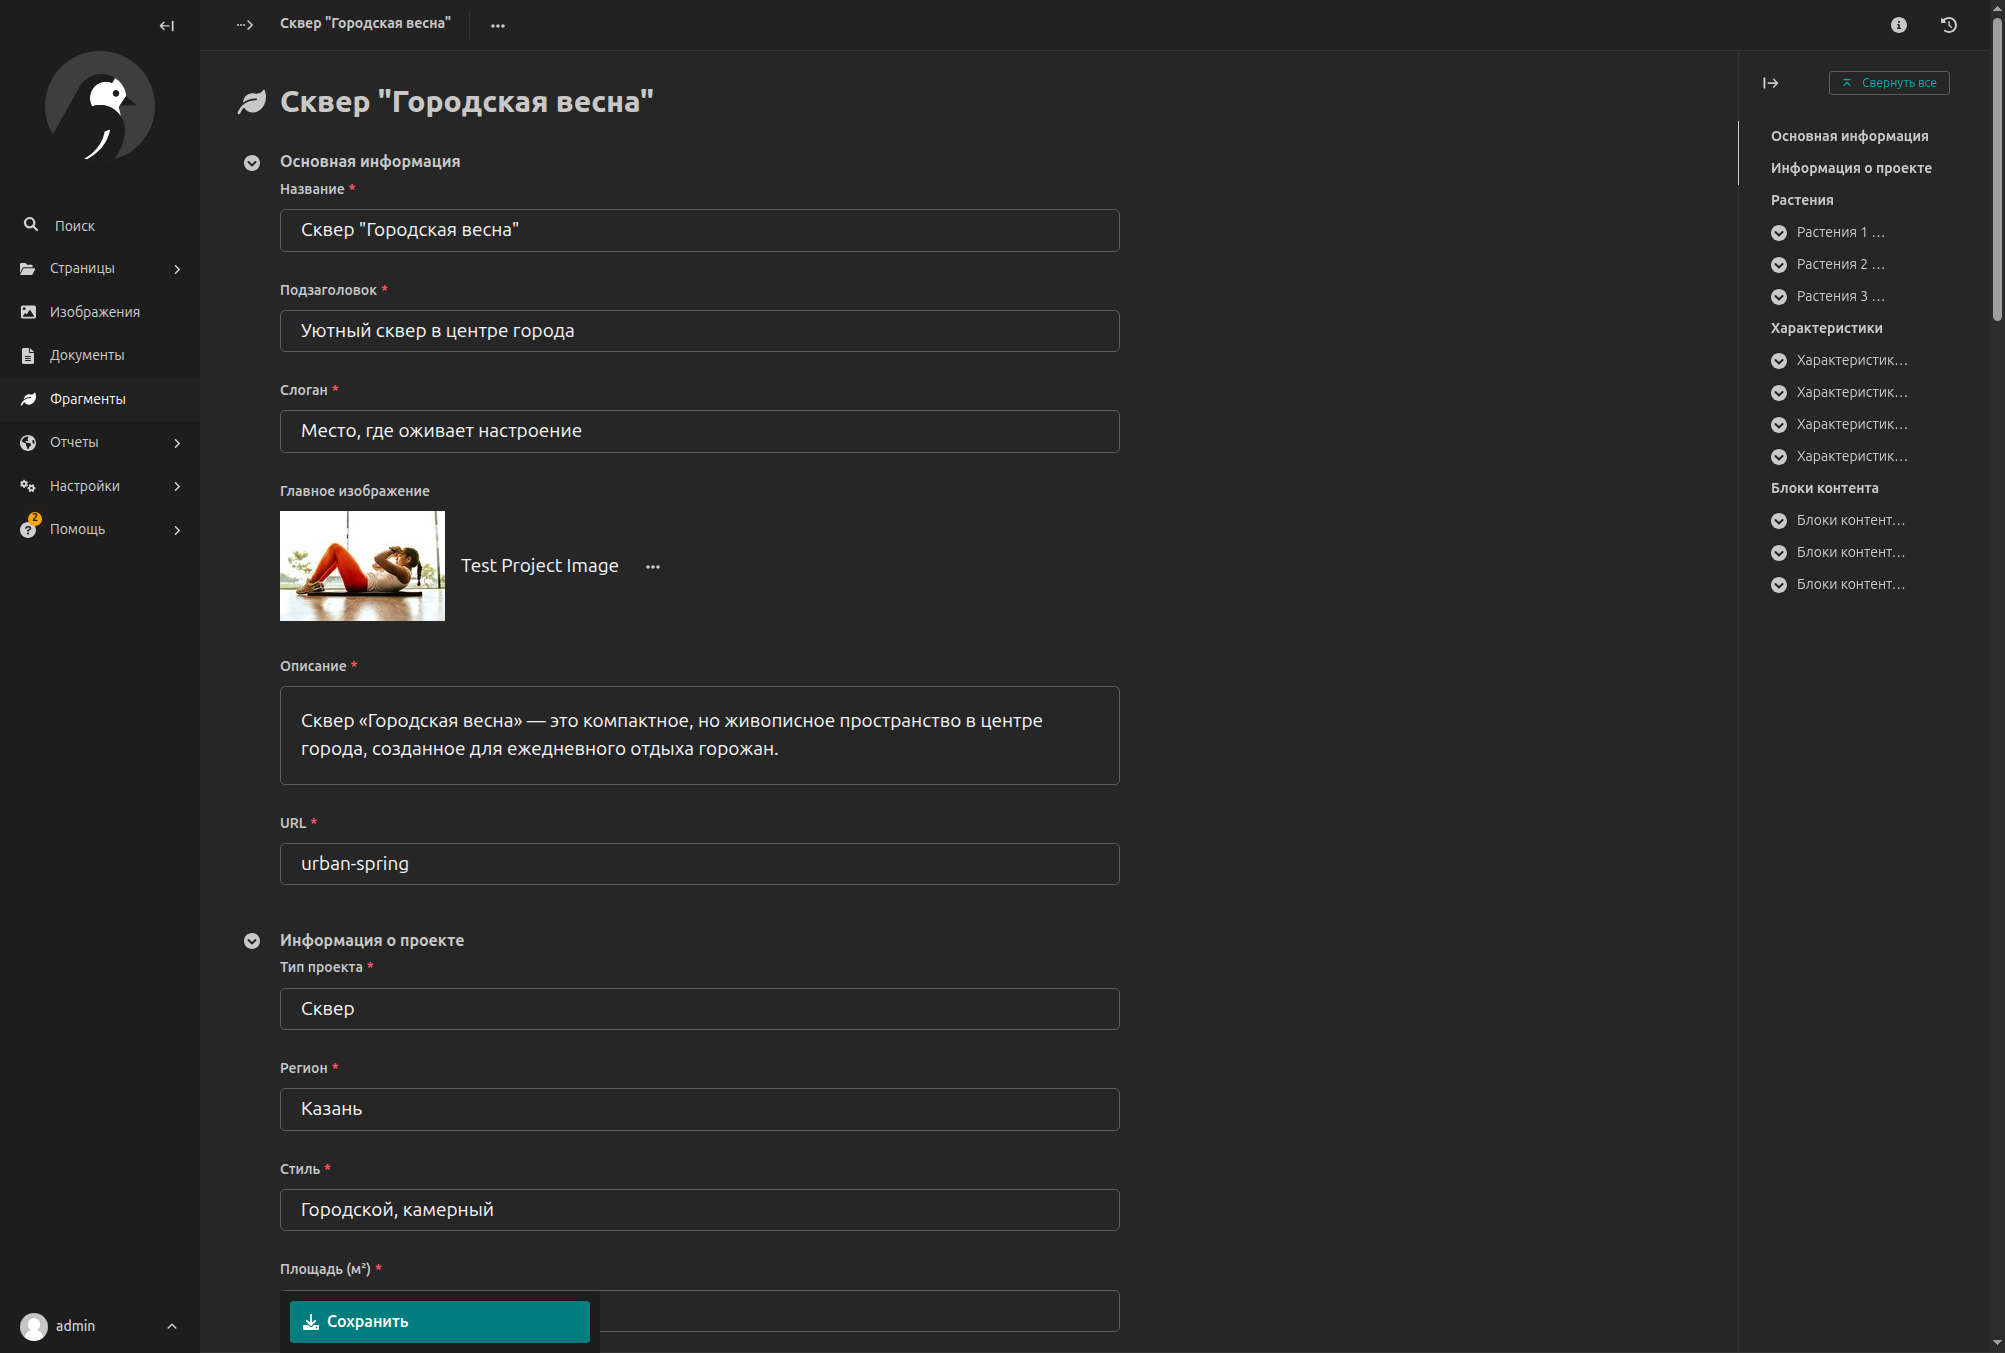 Сквер "Городская весна"
Поиск
Страницы
Изображения
Документы
Фрагменты
Отчеты
Настройки
2
Помощь
admin
Сквер "Городская весна"
Основная информация
Название *
Сквер "Городская весна"
Подзаголовок *
Уютный сквер в центре города
Слоган *
Место, где оживает настроение
Главное изображение
Test Project Image
Описание *
Сквер «Городская весна» — это компактное, но живописное пространство в центре
города, созданное для ежедневного отдыха горожан.
URL *
urban-spring
Информация о проекте
Тип проекта *
Сквер
Регион *
Казань
Стиль *
Городской, камерный
Площадь (м²) *
Сохранить
Свернуть все
Основная информация
Информация о проекте
Растения
Растения 1 …
Растения 2 …
Растения 3 …
Характеристики
Характеристик…
Характеристик…
Характеристик…
Характеристик…
Блоки контента
Блоки контент…
Блоки контент…
Блоки контент…